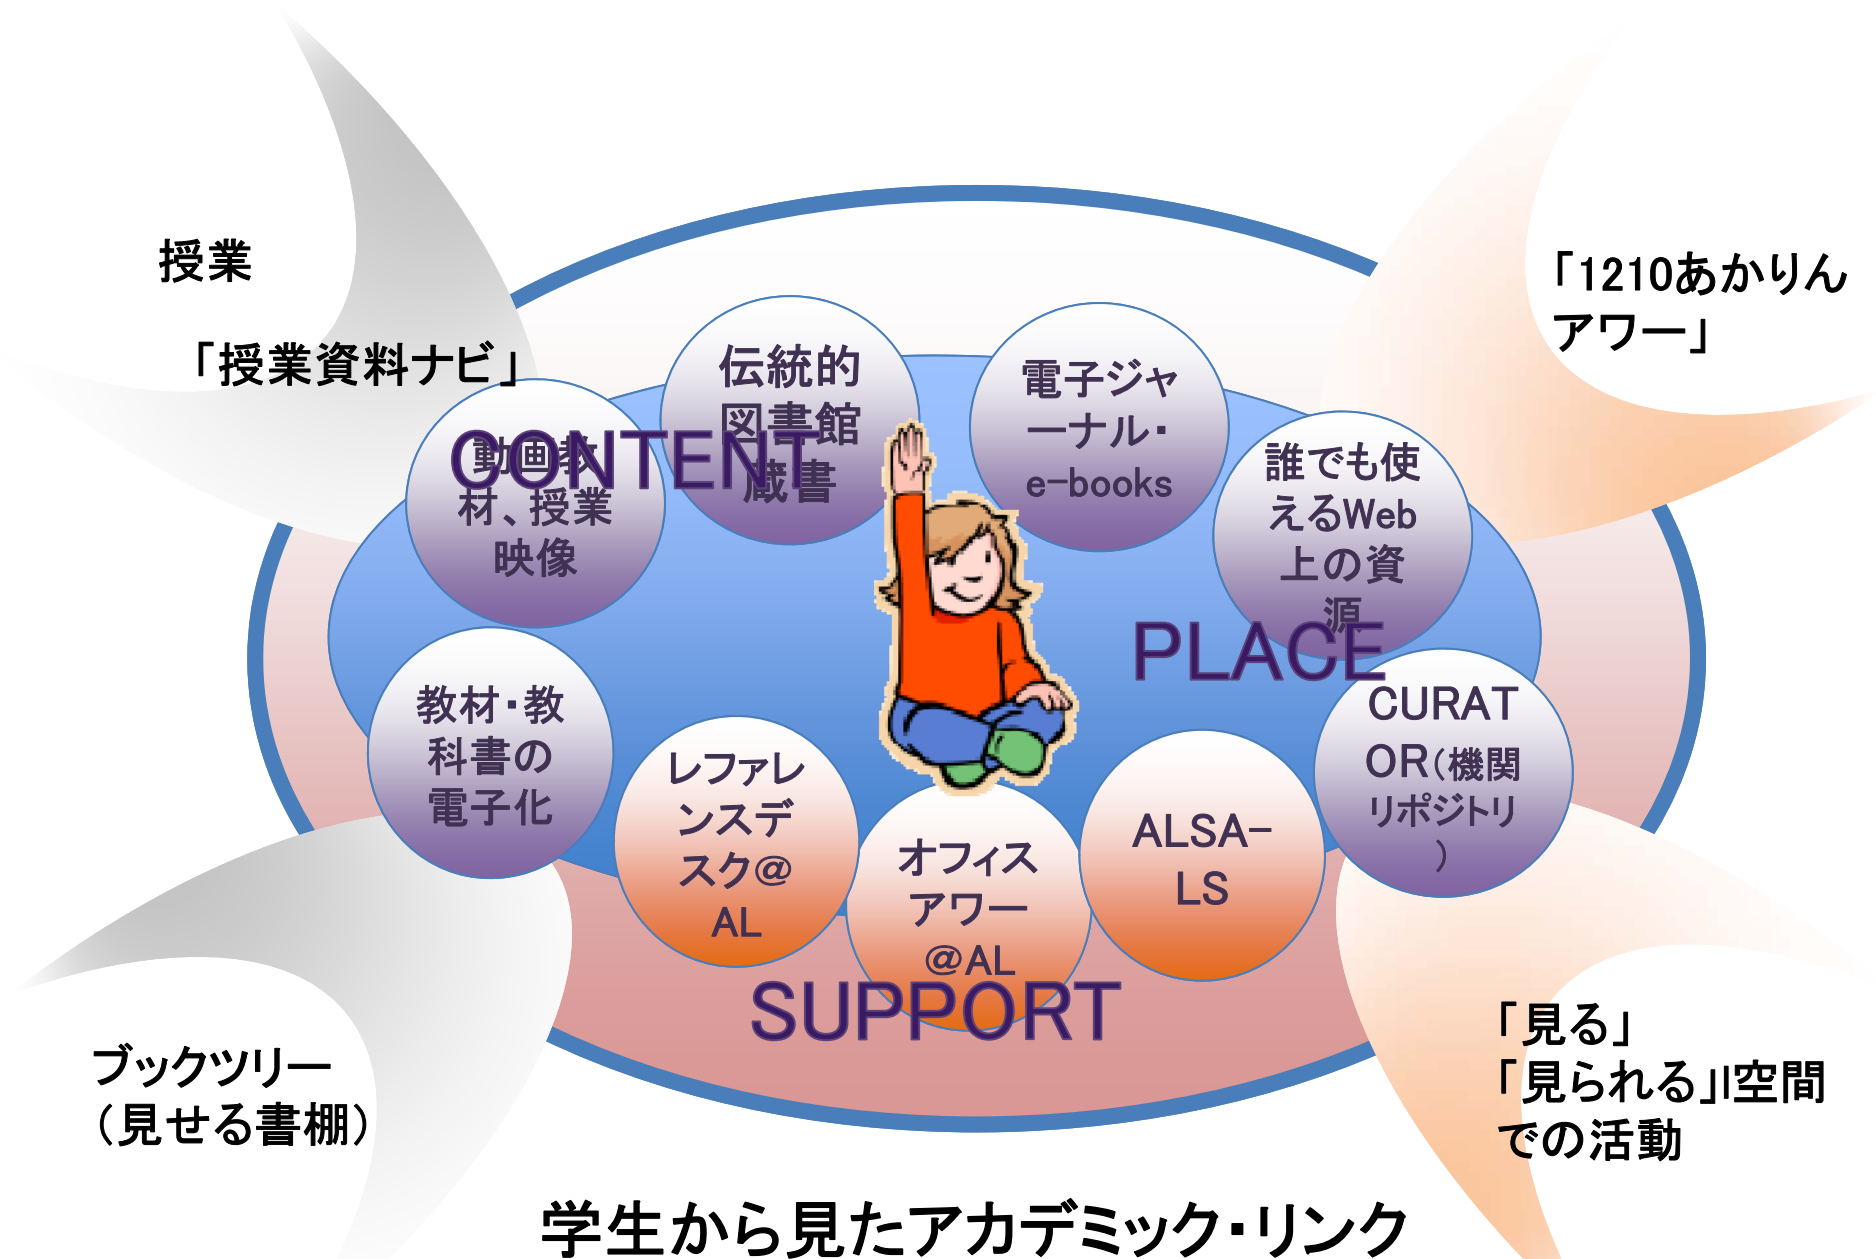 授業
「授業資料ナビ」
「1210あかりん
アワー」
伝統的
図書館
蔵書
電子ジャ
ーナル・
e-books
CONTENT
動画教
材、授業
映像
誰でも使
えるWeb
上の資
源
PLACE
教材・教
科書の
電子化
レファレ
ンスデ
スク@
AL
オフィス
アワー
@AL
ALSA-
LS
CURAT
OR(機関
リポジトリ
)
SUPPORT
ブックツリー
(見せる書棚)
「見る」
「見られる」l空間
での活動
学生から見たアカデミック・リンク